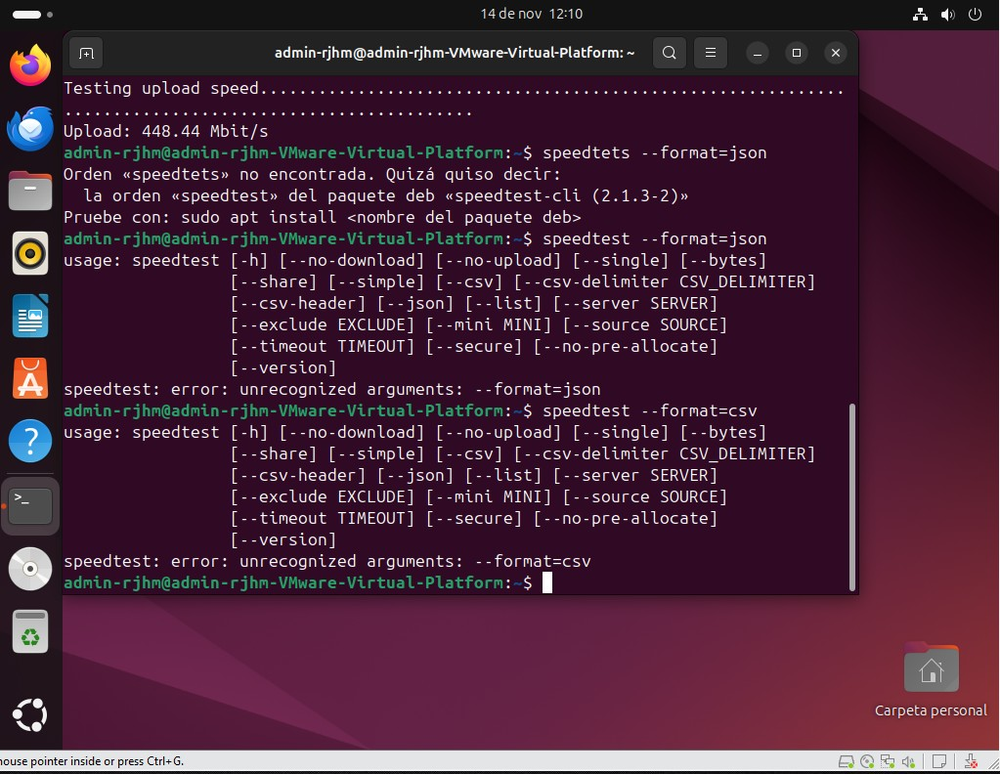 14 de nov 12:10
admin-rjhm@admin-rjhm-VMware-Virtual-Platform: ~
Testing upload speed............................................................
..........................................
Upload: 448.44 Mbit/s
admin-rjhm@admin-rjhm-VMware-Virtual-Platform:~$ speedtets --format=json
Orden «speedtets» no encontrada. Quizá quiso decir:
  la orden «speedtest» del paquete deb «speedtest-cli (2.1.3-2)»
Pruebe con: sudo apt install <nombre del paquete deb>
admin-rjhm@admin-rjhm-VMware-Virtual-Platform:~$ speedtest --format=json
usage: speedtest [-h] [--no-download] [--no-upload] [--single] [--bytes]
                 [--share] [--simple] [--csv] [--csv-delimiter CSV_DELIMITER]
                 [--csv-header] [--json] [--list] [--server SERVER]
                 [--exclude EXCLUDE] [--mini MINI] [--source SOURCE]
                 [--timeout TIMEOUT] [--secure] [--no-pre-allocate]
                 [--version]
speedtest: error: unrecognized arguments: --format=json
admin-rjhm@admin-rjhm-VMware-Virtual-Platform:~$ speedtest --format=csv
usage: speedtest [-h] [--no-download] [--no-upload] [--single] [--bytes]
                 [--share] [--simple] [--csv] [--csv-delimiter CSV_DELIMITER]
                 [--csv-header] [--json] [--list] [--server SERVER]
                 [--exclude EXCLUDE] [--mini MINI] [--source SOURCE]
                 [--timeout TIMEOUT] [--secure] [--no-pre-allocate]
                 [--version]
speedtest: error: unrecognized arguments: --format=csv
admin-rjhm@admin-rjhm-VMware-Virtual-Platform:~$
Carpeta personal
pointer inside or press Ctrl+G.